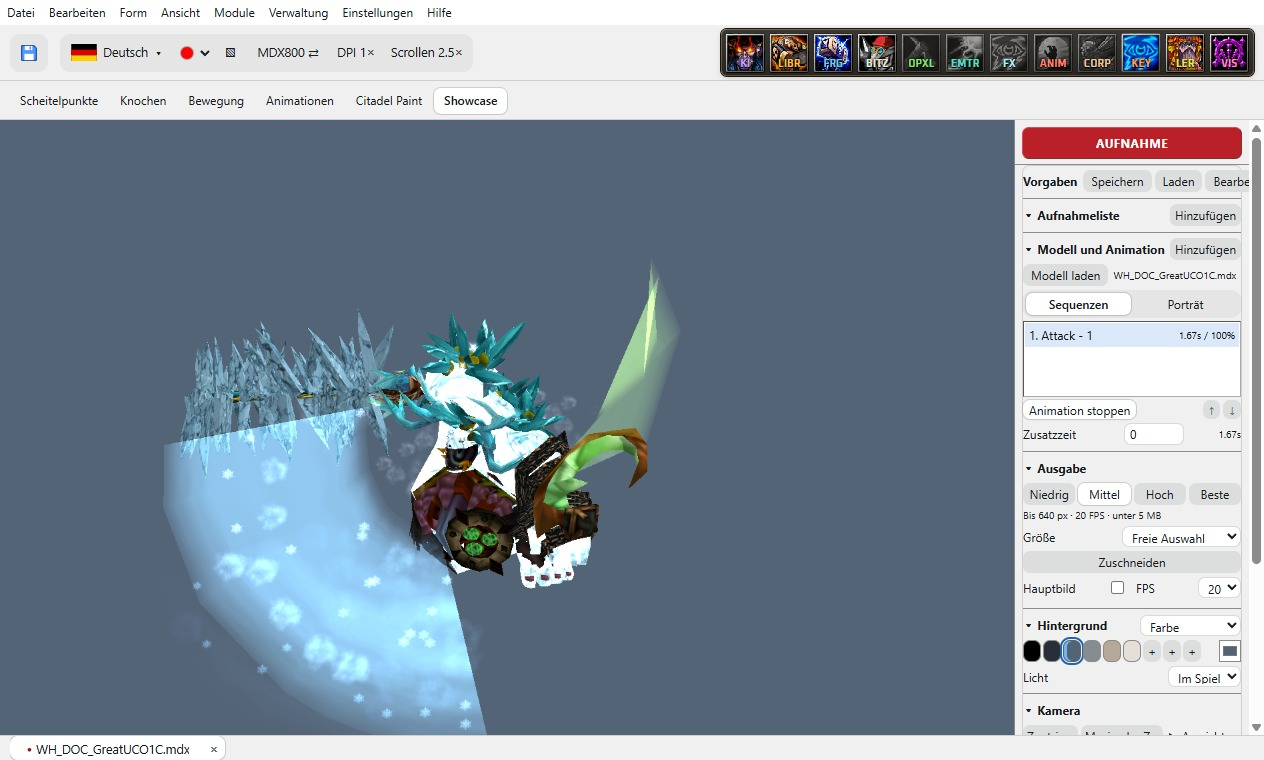 Datei Bearbeiten Form Ansicht Module Verwaltung Einstellungen Hilfe
Deutsch MDX800 ⇄ DPI 1× Scrollen 2.5×
KI LIBR FRG BITZ OPXL EMTR FX ANIM CORP KEY LER VIS
Scheitelpunkte Knochen Bewegung Animationen Citadel Paint Showcase
AUFNAHME
Vorgaben Speichern Laden Bearbe
Aufnahmeliste Hinzufügen
Modell und Animation Hinzufügen
Modell laden WH_DOC_GreatUCO1C.mdx
Sequenzen Porträt
1. Attack - 1 1.67s / 100%
Animation stoppen ↑ ↓
Zusatzzeit 0 1.67s
Ausgabe
Niedrig Mittel Hoch Beste
Bis 640 px · 20 FPS · unter 5 MB
Größe Freie Auswahl
Zuschneiden
Hauptbild FPS 20
Hintergrund Farbe
+ + +
Licht Im Spiel
Kamera
WH_DOC_GreatUCO1C.mdx ×